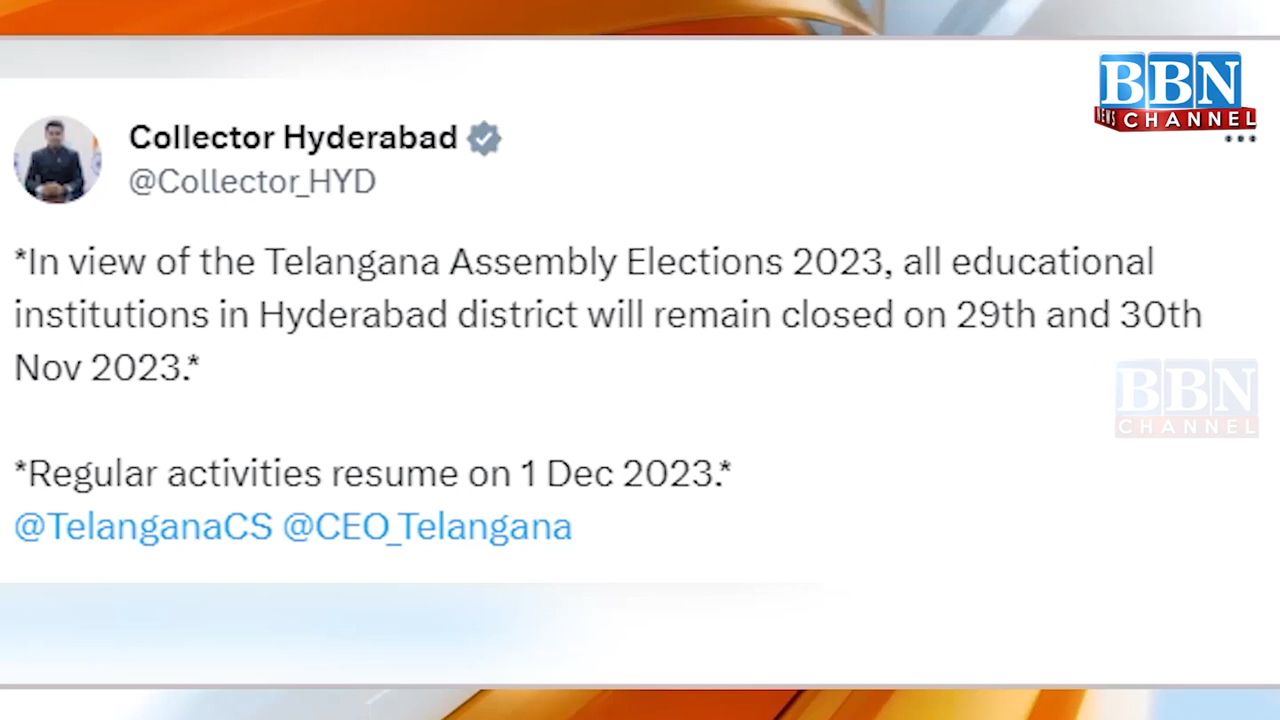 BBN
NEWS CHANNEL
Collector Hyderabad
@Collector_HYD
*In view of the Telangana Assembly Elections 2023, all educational
institutions in Hyderabad district will remain closed on 29th and 30th
Nov 2023.*
BBN
CHANNEL
*Regular activities resume on 1 Dec 2023.*
@TelanganaCS @CEO_Telangana